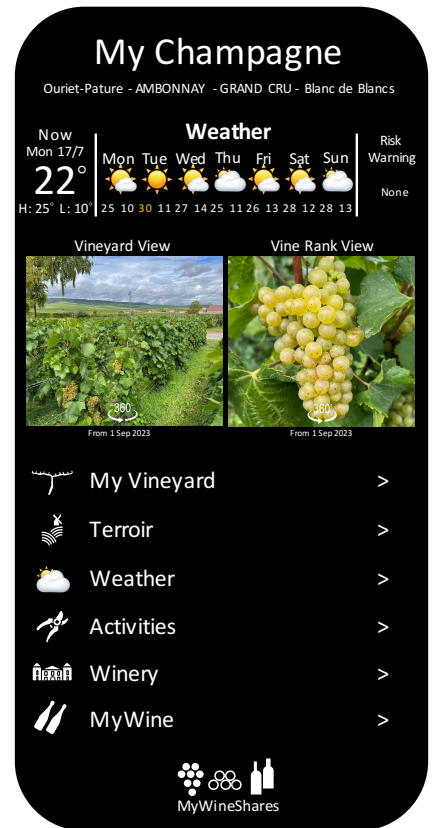 My Champagne
Ouriet-Pature - AMBONNAY - GRAND CRU - Blanc de Blancs
Now
Mon 17/7
22°
H: 25° L: 10°
Weather
Mon Tue Wed Thu Fri Sat Sun
25 10 30 11 27 14 25 11 26 13 28 12 28 13
Risk
Warning
None
Vineyard View
360
From 1 Sep 2023
Vine Rank View
360°
From 1 Sep 2023
My Vineyard >
Terroir >
Weather >
Activities >
Winery >
MyWine >
MyWineShares